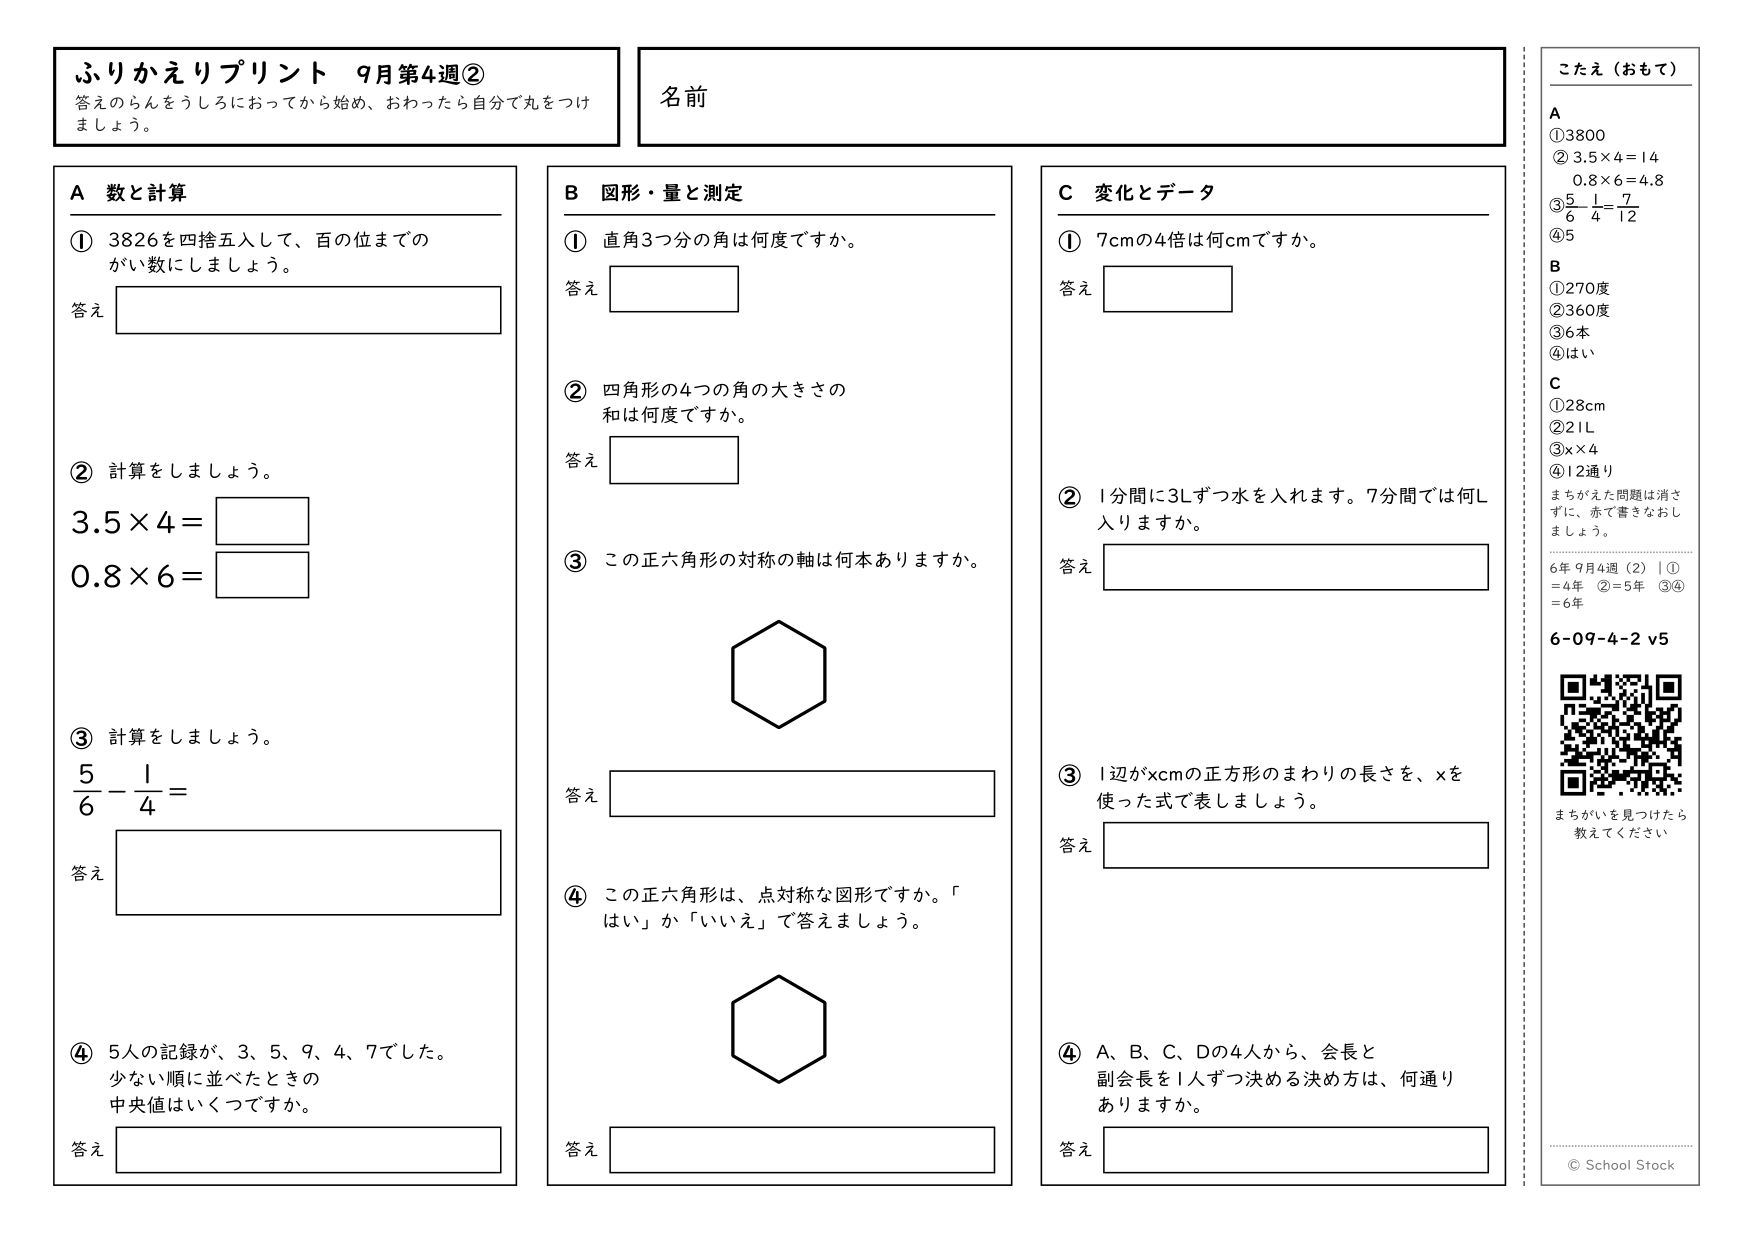 ふりかえりプリント　9月第4週②
答えのらんをうしろにおってから始め、おわったら自分で丸をつけ
ましょう。
名前
A　数と計算
① 3826を四捨五入して、百の位までの
がい数にしましょう。
答え
② 計算をしましょう。
3.5×4＝
0.8×6＝
③ 計算をしましょう。
5/6－1/4＝
答え
④ 5人の記録が、3、5、9、4、7でした。
少ない順に並べたときの
中央値はいくつですか。
答え
B　図形・量と測定
① 直角3つ分の角は何度ですか。
答え
② 四角形の4つの角の大きさの
和は何度ですか。
答え
③ この正六角形の対称の軸は何本ありますか。
答え
④ この正六角形は、点対称な図形ですか。「
はい」か「いいえ」で答えましょう。
答え
C　変化とデータ
① 7cmの4倍は何cmですか。
答え
② 1分間に3Lずつ水を入れます。7分間では何L
入りますか。
答え
③ 1辺がxcmの正方形のまわりの長さを、xを
使った式で表しましょう。
答え
④ A、B、C、Dの4人から、会長と
副会長を1人ずつ決める決め方は、何通り
ありますか。
答え
こたえ（おもて）
A
①3800
② 3.5×4＝14
0.8×6＝4.8
③5/6－1/4＝7/12
④5
B
①270度
②360度
③6本
④はい
C
①28cm
②21L
③x×4
④12通り
まちがえた問題は消さ
ずに、赤で書きなおし
ましょう。
6年 9月4週（2）｜①
＝4年　②＝5年　③④
＝6年
6-09-4-2 v5
まちがいを見つけたら
教えてください
© School Stock